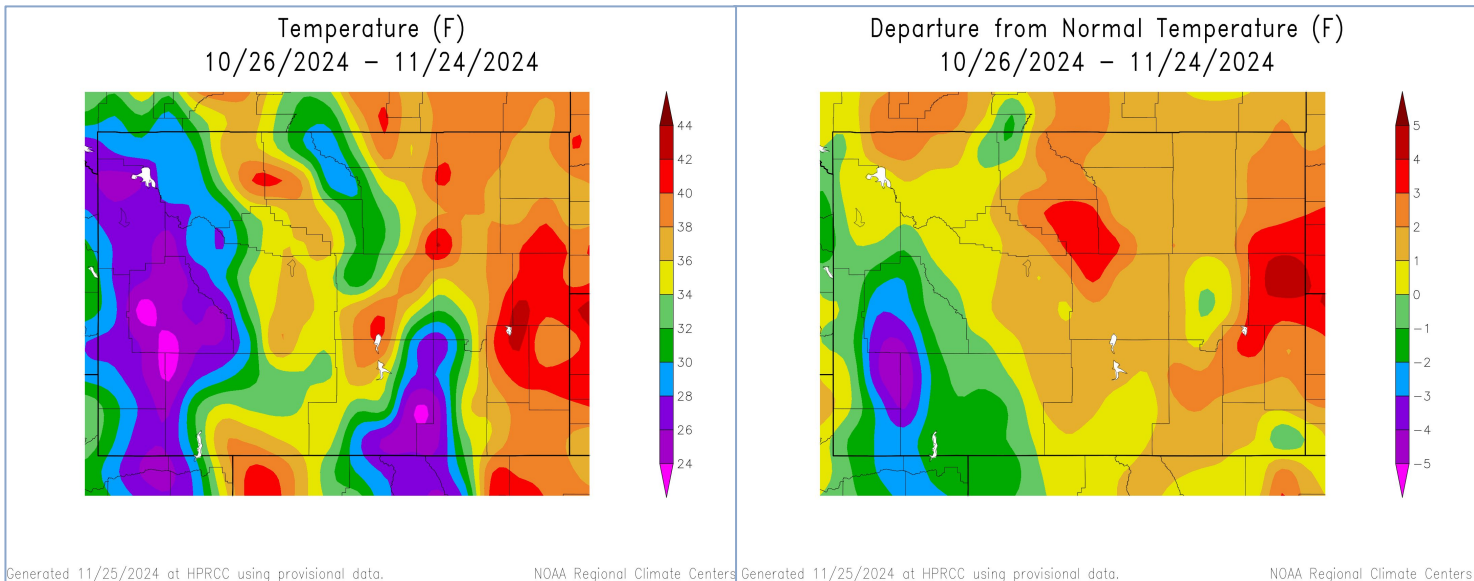 Temperature (F)
10/26/2024 – 11/24/2024
44
42
40
38
36
34
32
30
28
26
24
Generated 11/25/2024 at HPRCC using provisional data.
NOAA Regional Climate Centers
Departure from Normal Temperature (F)
10/26/2024 – 11/24/2024
5
4
3
2
1
0
-1
-2
-3
-4
-5
Generated 11/25/2024 at HPRCC using provisional data.
NOAA Regional Climate Centers